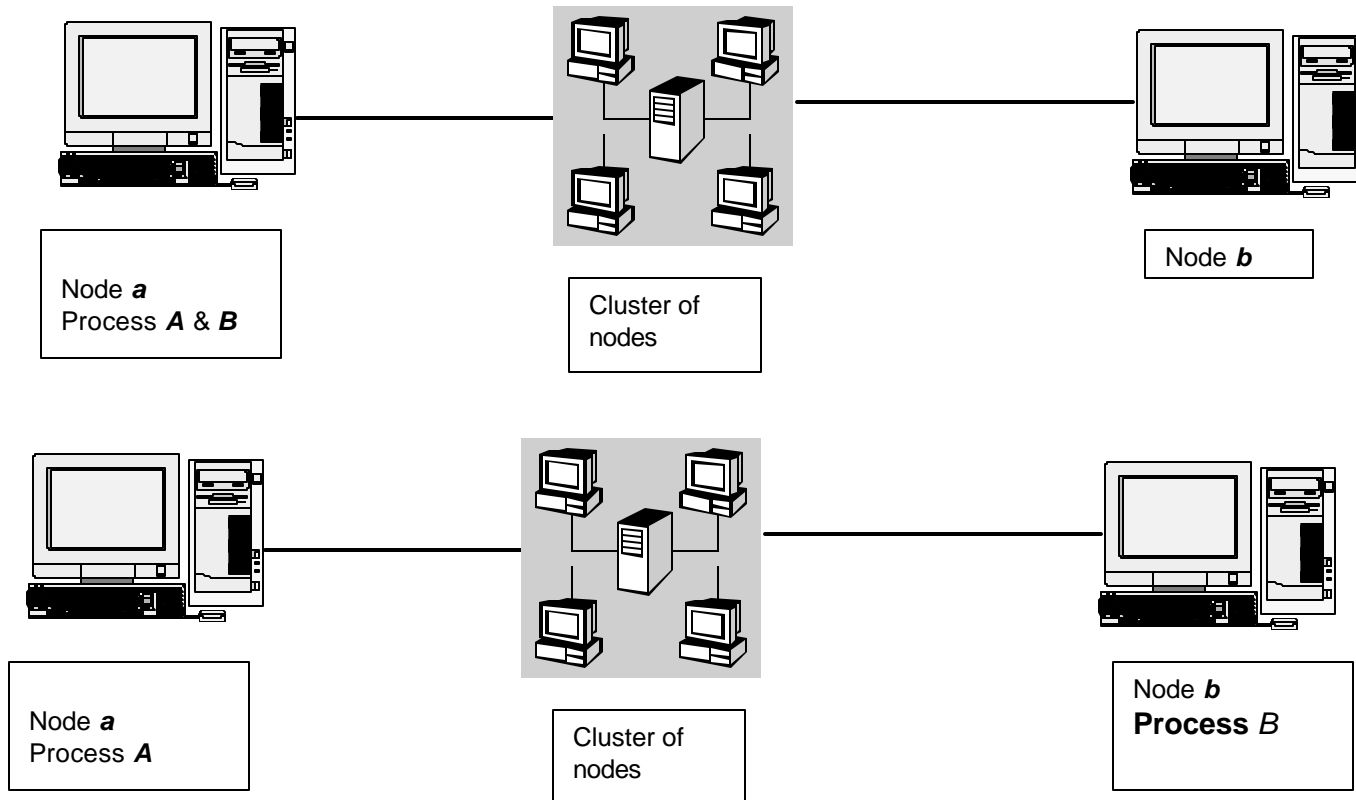 Node a
Process A & B
Cluster of
nodes
Node b
Node a
Process A
Cluster of
nodes
Node b
Process B